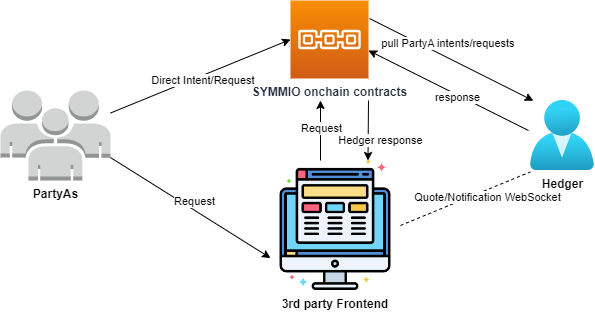 pull PartyA intents/requests
Direct Intent/Request
SYMMIO onchain contracts
response
Request
Hedger response
PartyAs
Hedger
Request
Quote/Notification WebSocket
3rd party Frontend